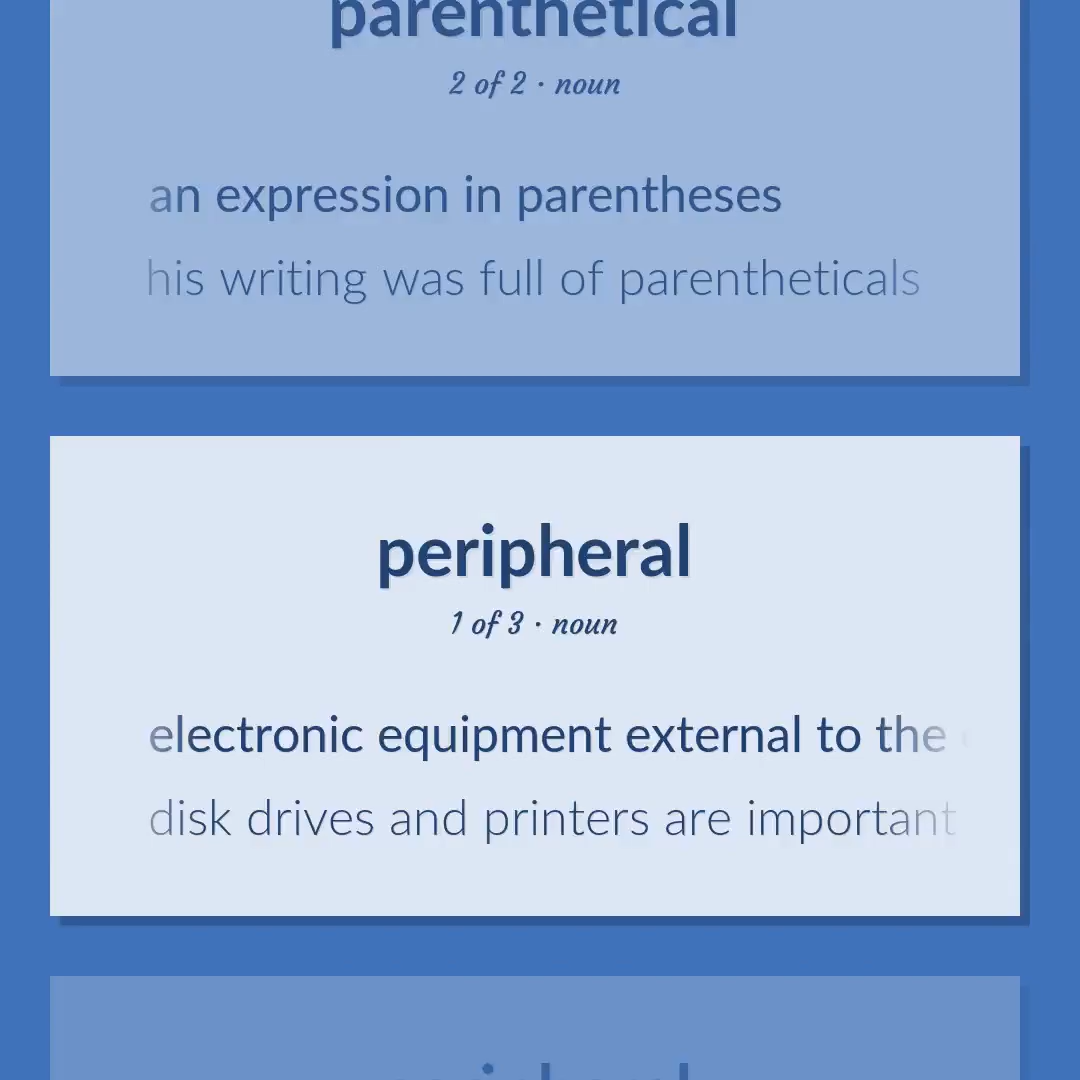 parenthetical
2 of 2 · noun
an expression in parentheses
his writing was full of parentheticals
peripheral
1 of 3 · noun
electronic equipment external to the
disk drives and printers are important
peripheral